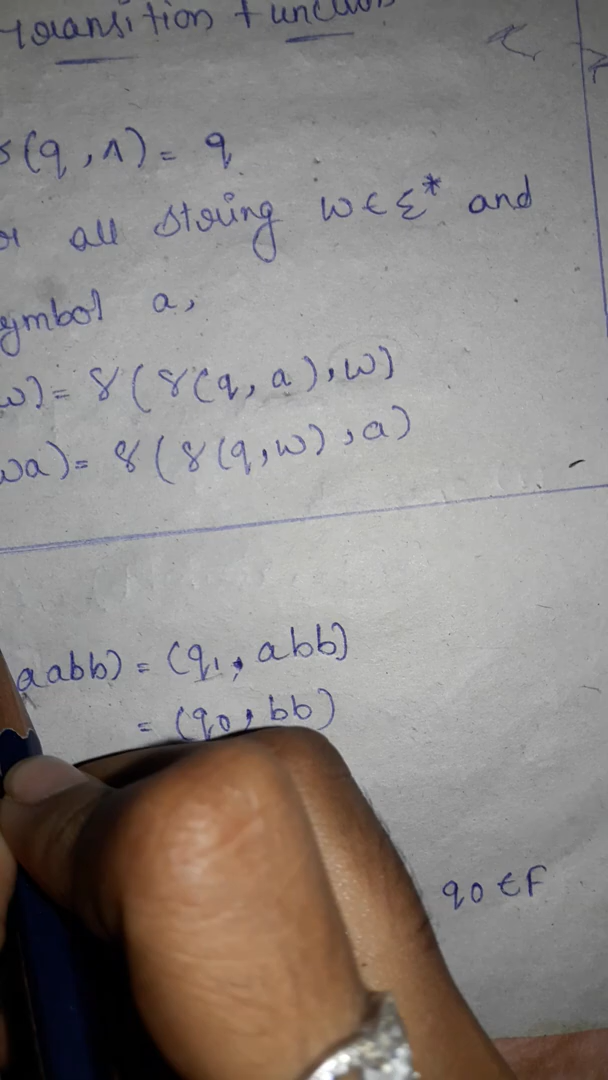 transition function
δ(q, Λ) = q
all string w ∈ Σ* and
symbol a,
w) = δ(δ(q, a), w)
wa) = δ(δ(q, w), a)
aabb) = (q1, abb)
= (q0, bb)
q0 ∈ F